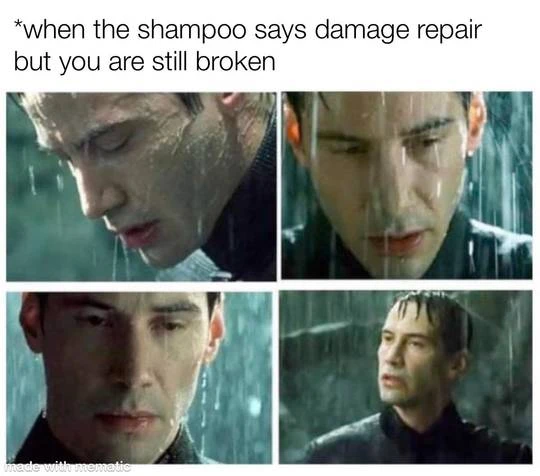 *when the shampoo says damage repair
but you are still broken
made with mematic